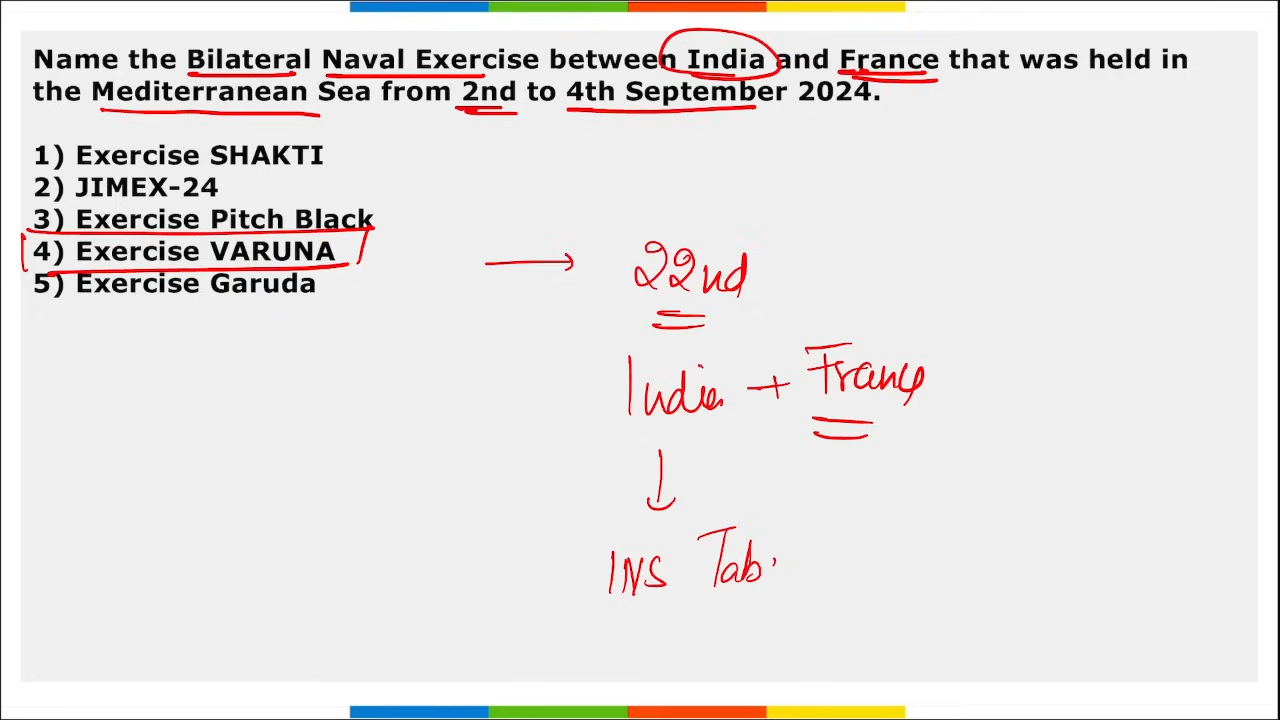 Name the Bilateral Naval Exercise between India and France that was held in
the Mediterranean Sea from 2nd to 4th September 2024.
1) Exercise SHAKTI
2) JIMEX-24
3) Exercise Pitch Black
4) Exercise VARUNA
5) Exercise Garuda
22nd
India + France
INS Tab